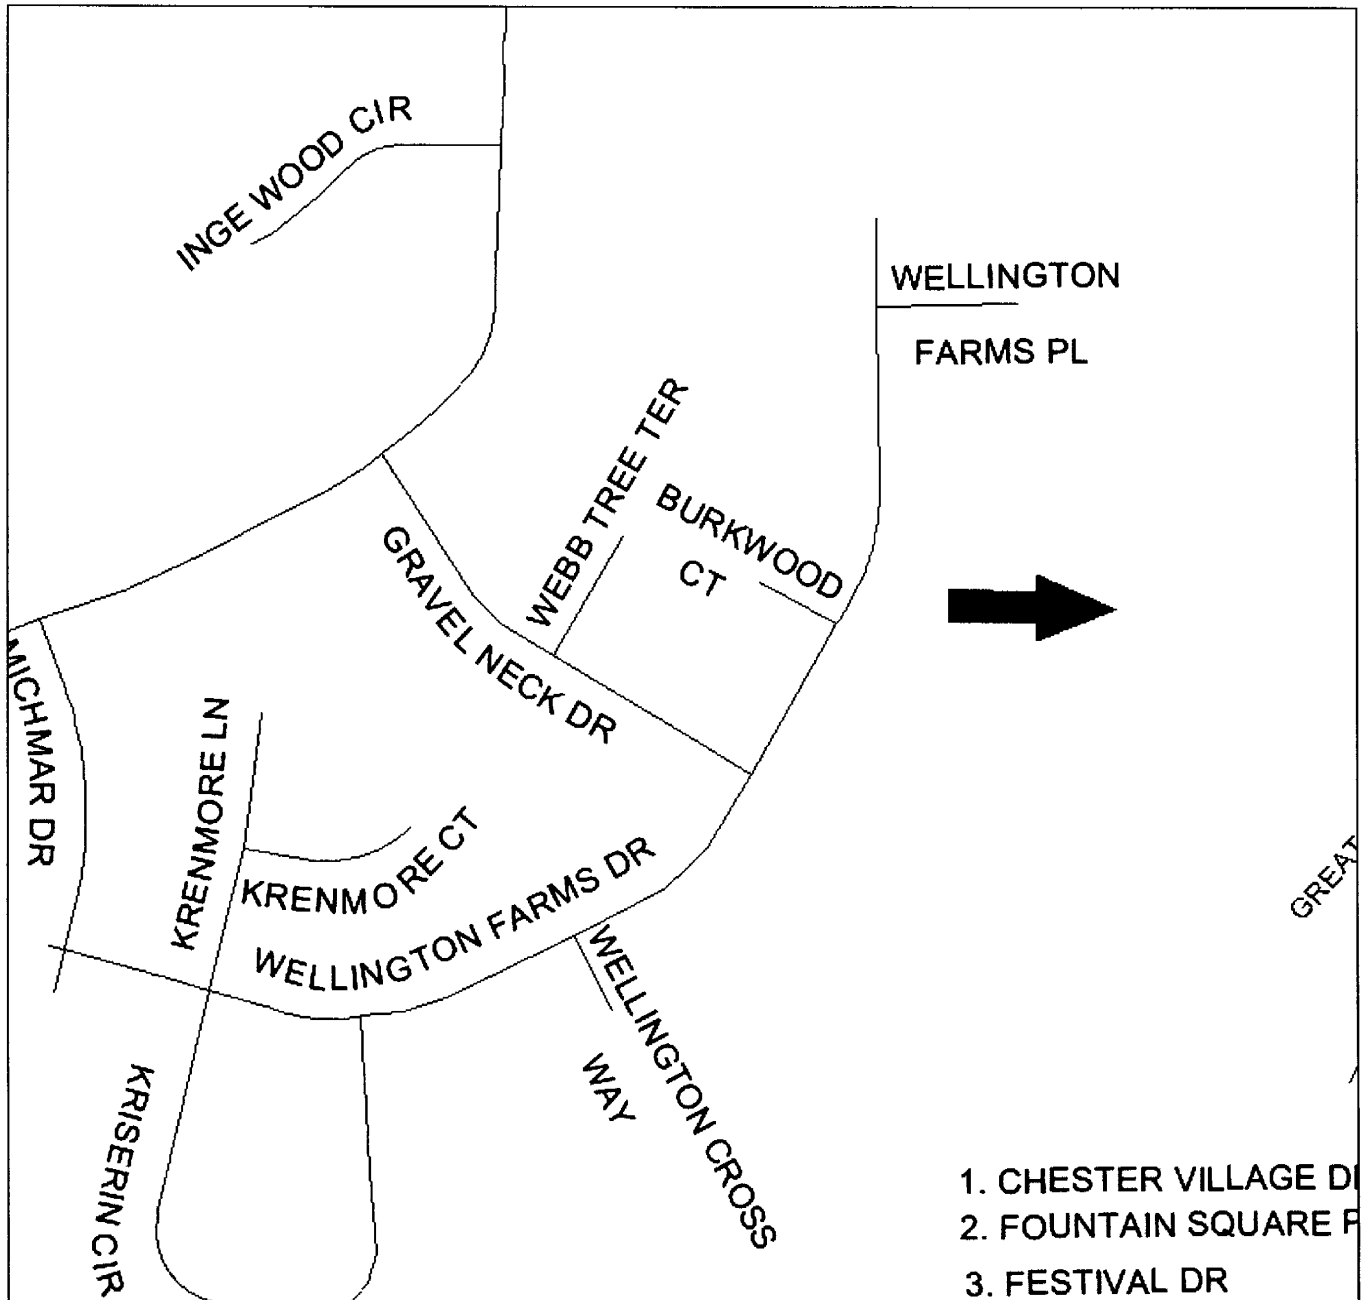 INGE WOOD CIR
WELLINGTON
FARMS PL
WEBB TREE TER
BURKWOOD
CT
GRAVEL NECK DR
MICHMAR DR
KRENMORE LN
KRENMORE CT
WELLINGTON FARMS DR
GREAT
WELLINGTON CROSS
WAY
KRISERIN CIR
1. CHESTER VILLAGE
2. FOUNTAIN SQUARE
3. FESTIVAL DR